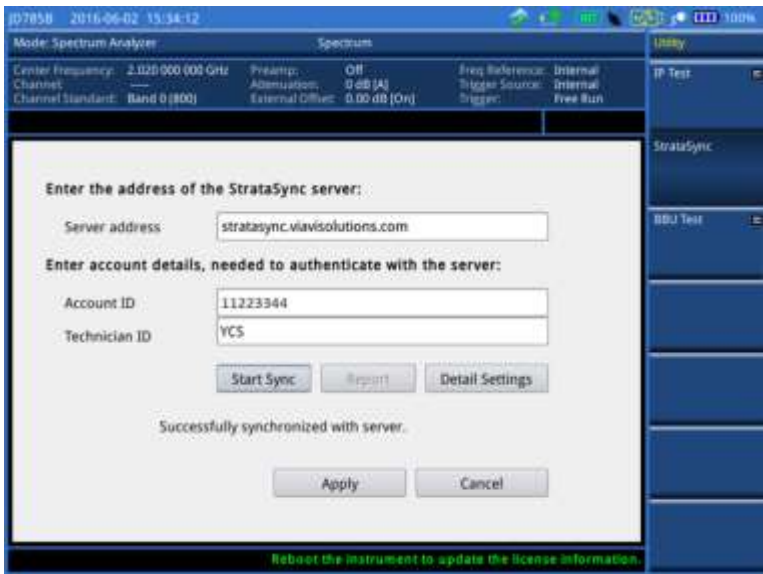 JD785B 2016-06-02 15:34:12 100%
Mode: Spectrum Analyzer Spectrum Utility
Center Frequency: 2.020 000 000 GHz Preamp: Off Freq Reference: Internal
Channel: ---- Attenuation: 0 dB [A] Trigger Source: Internal
Channel Standard: Band 0 (800) External Offset: 0.00 dB [On] Trigger: Free Run
IP Test
StrataSync
BBU Test
Enter the address of the StrataSync server:
Server address stratasync.viavisolutions.com
Enter account details, needed to authenticate with the server:
Account ID 11223344
Technician ID YCS
Start Sync Report Detail Settings
Successfully synchronized with server.
Apply Cancel
Reboot the instrument to update the license information.